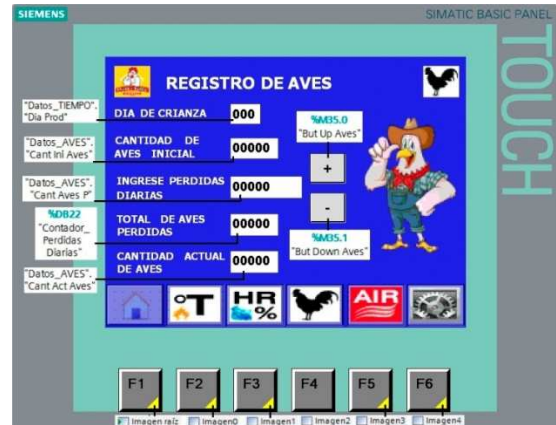 SIEMENS
SIMATIC BASIC PANEL
TOUCH
REGISTRO DE AVES
"Datos_TIEMPO".
"Dia Prod"
DIA DE CRIANZA
000
%M35.0
"But Up Aves"
"Datos_AVES".
"Cant Ini Aves"
CANTIDAD DE
AVES INICIAL
00000
+
"Datos_AVES".
"Cant Aves P"
INGRESE PERDIDAS
DIARIAS
00000
-
%DB22
"Contador_
Perdidas
Diarias"
TOTAL DE AVES
PERDIDAS
00000
%M35.1
"But Down Aves"
"Datos_AVES".
"Cant Act Aves"
CANTIDAD ACTUAL
DE AVES
00000
°T
HR
%
AIR
F1
F2
F3
F4
F5
F6
Imagen raíz
Imagen0
Imagen1
Imagen2
Imagen3
Imagen4